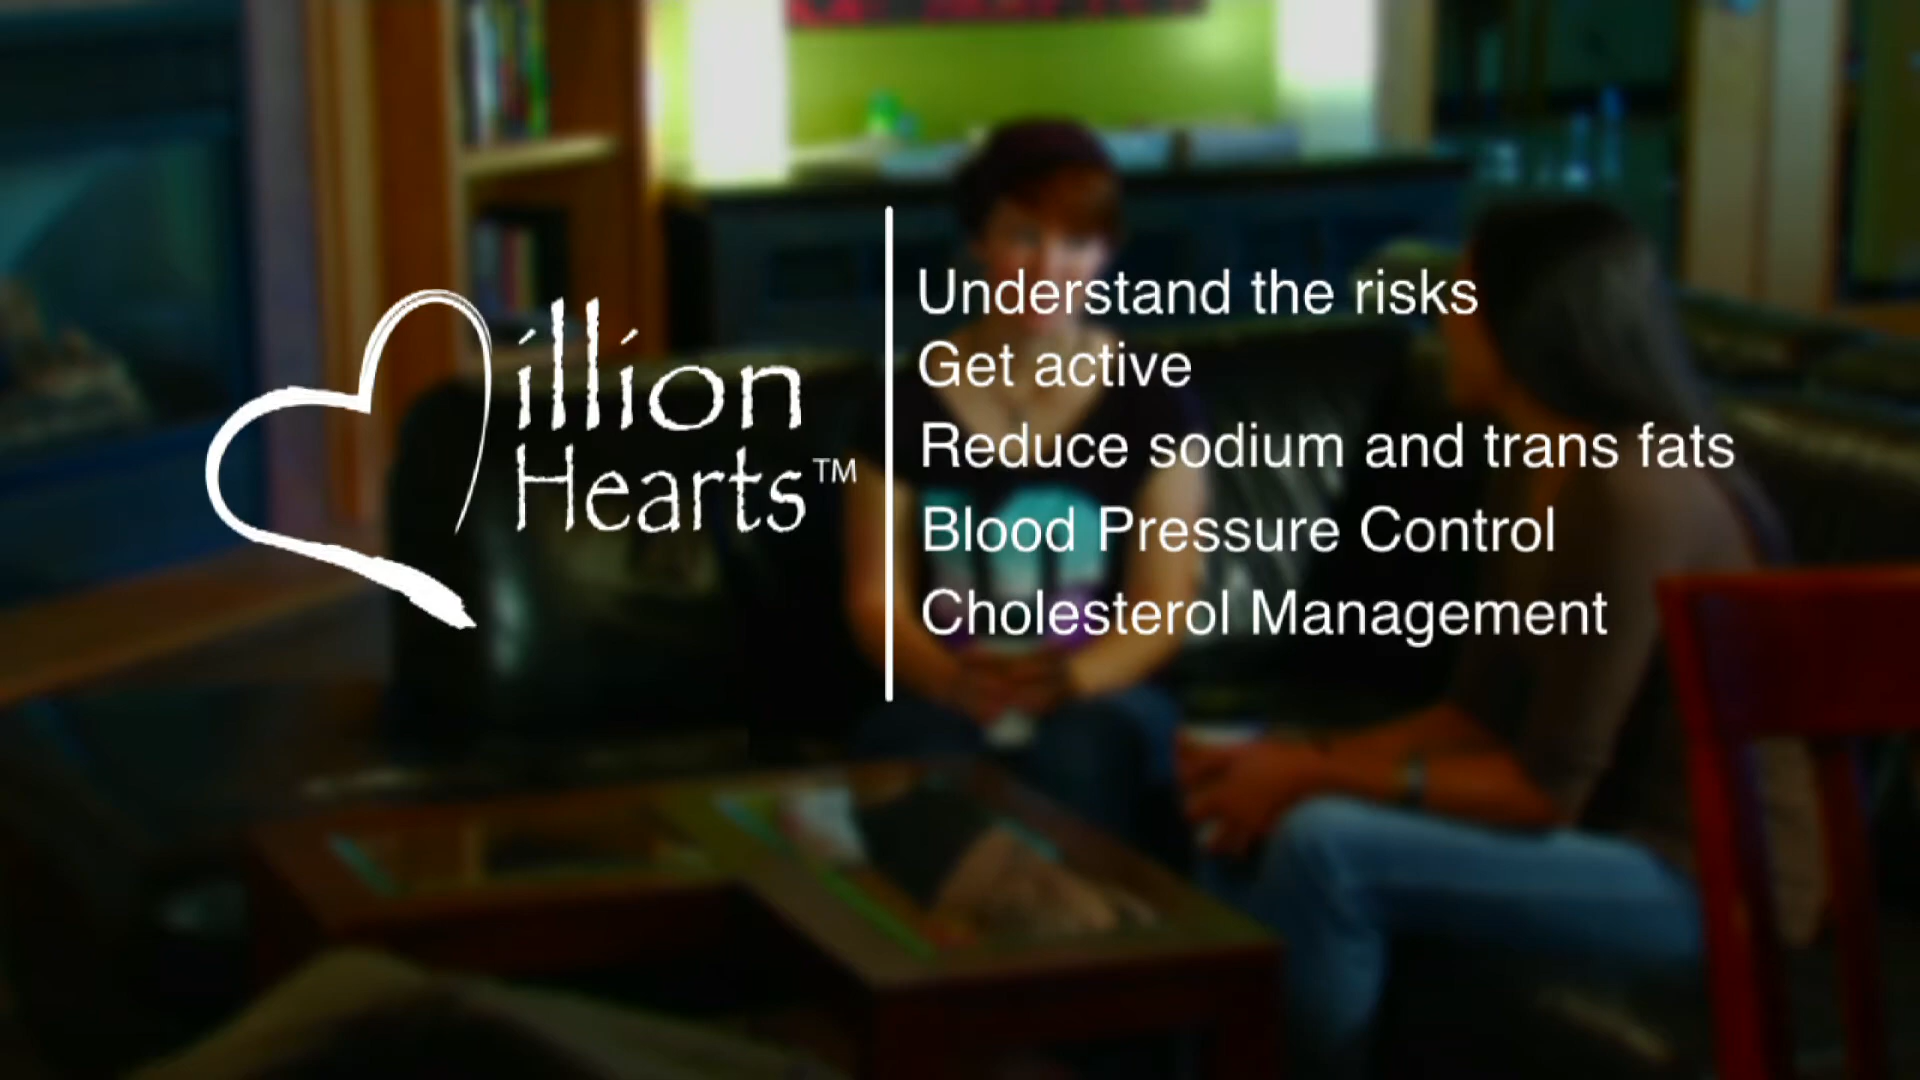 Million
Hearts™
Understand the risks
Get active
Reduce sodium and trans fats
Blood Pressure Control
Cholesterol Management